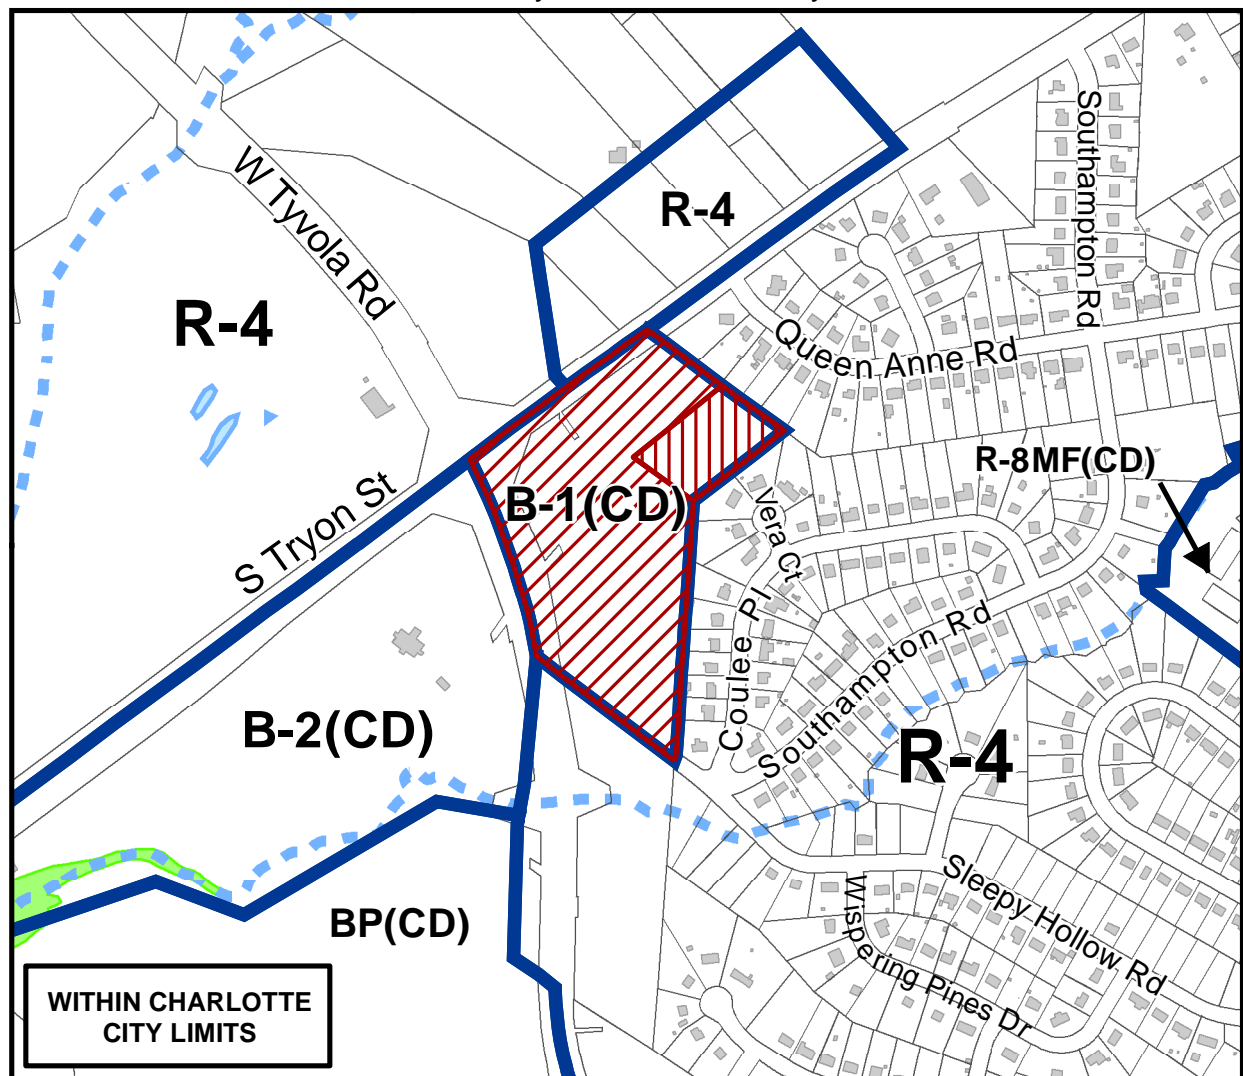 W Tyvola Rd
Southampton Rd
R-4
R-4
Queen Anne Rd
R-8MF(CD)
S Tryon St
B-1(CD)
Vera Ct
Coulee Pl
Southampton Rd
B-2(CD)
R-4
BP(CD)
Sleepy Hollow Rd
Wispering Pines Dr
WITHIN CHARLOTTE
CITY LIMITS